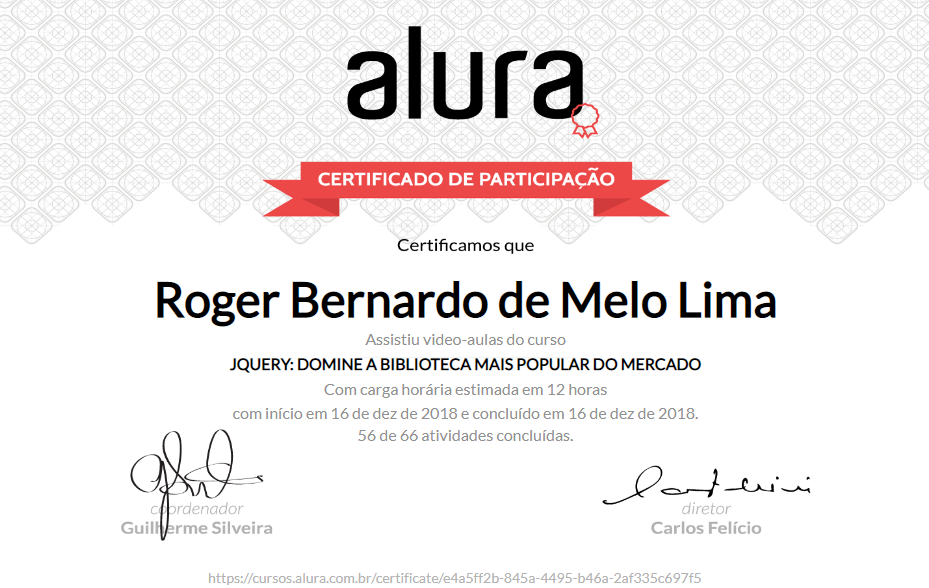 alura
CERTIFICADO DE PARTICIPAÇÃO
Certificamos que
Roger Bernardo de Melo Lima
Assistiu video-aulas do curso
JQUERY: DOMINE A BIBLIOTECA MAIS POPULAR DO MERCADO
Com carga horária estimada em 12 horas
com início em 16 de dez de 2018 e concluído em 16 de dez de 2018.
56 de 66 atividades concluídas.
coordenador
Guilherme Silveira
diretor
Carlos Felício
https://cursos.alura.com.br/certificate/e4a5ff2b-845a-4495-b46a-2af335c697f5